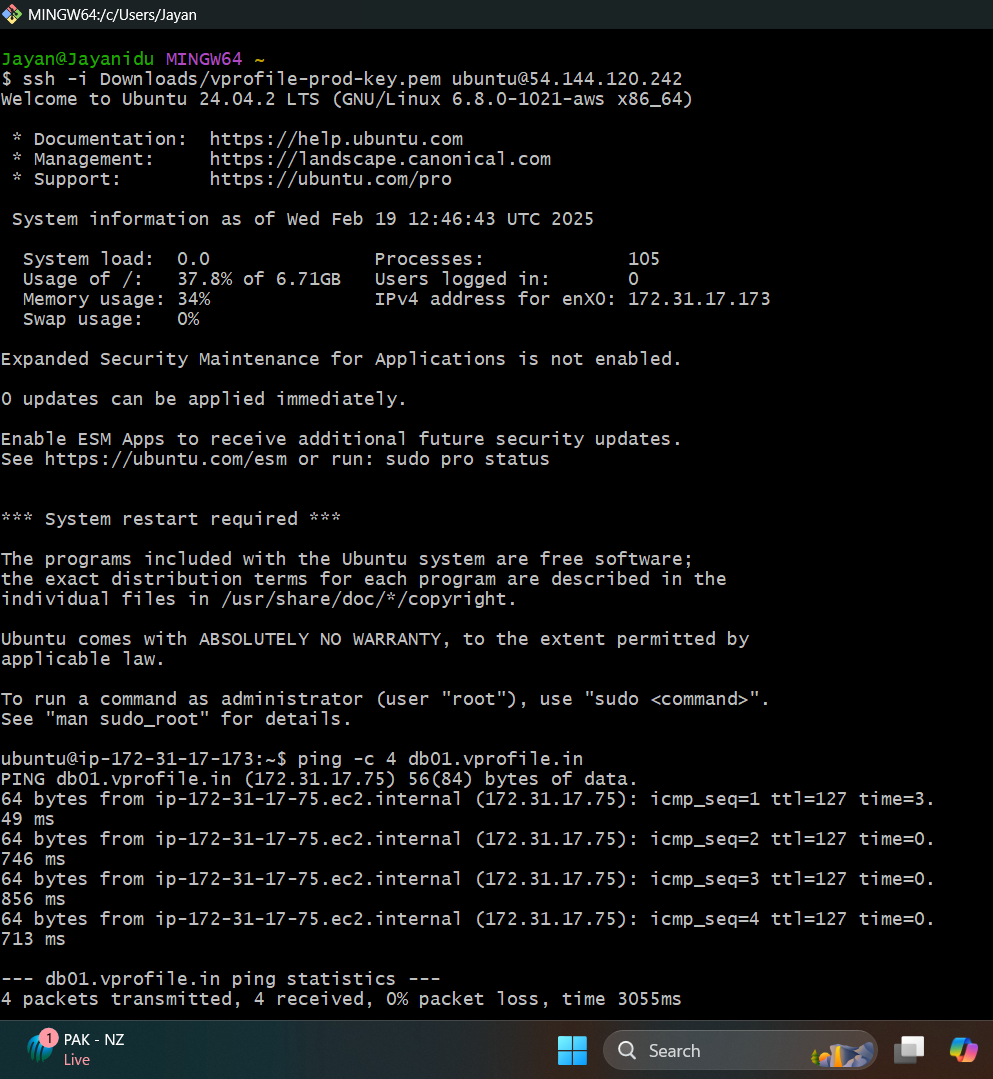 MINGW64:/c/Users/Jayan
Jayan@Jayanidu MINGW64 ~
$ ssh -i Downloads/vprofile-prod-key.pem ubuntu@54.144.120.242
Welcome to Ubuntu 24.04.2 LTS (GNU/Linux 6.8.0-1021-aws x86_64)
* Documentation:  https://help.ubuntu.com
* Management:     https://landscape.canonical.com
* Support:        https://ubuntu.com/pro
System information as of Wed Feb 19 12:46:43 UTC 2025
System load:  0.0               Processes:             105
Usage of /:   37.8% of 6.71GB   Users logged in:       0
Memory usage: 34%               IPv4 address for enX0: 172.31.17.173
Swap usage:   0%
Expanded Security Maintenance for Applications is not enabled.
0 updates can be applied immediately.
Enable ESM Apps to receive additional future security updates.
See https://ubuntu.com/esm or run: sudo pro status
*** System restart required ***
The programs included with the Ubuntu system are free software;
the exact distribution terms for each program are described in the
individual files in /usr/share/doc/*/copyright.
Ubuntu comes with ABSOLUTELY NO WARRANTY, to the extent permitted by
applicable law.
To run a command as administrator (user "root"), use "sudo <command>".
See "man sudo_root" for details.
ubuntu@ip-172-31-17-173:~$ ping -c 4 db01.vprofile.in
PING db01.vprofile.in (172.31.17.75) 56(84) bytes of data.
64 bytes from ip-172-31-17-75.ec2.internal (172.31.17.75): icmp_seq=1 ttl=127 time=3.
49 ms
64 bytes from ip-172-31-17-75.ec2.internal (172.31.17.75): icmp_seq=2 ttl=127 time=0.
746 ms
64 bytes from ip-172-31-17-75.ec2.internal (172.31.17.75): icmp_seq=3 ttl=127 time=0.
856 ms
64 bytes from ip-172-31-17-75.ec2.internal (172.31.17.75): icmp_seq=4 ttl=127 time=0.
713 ms
--- db01.vprofile.in ping statistics ---
4 packets transmitted, 4 received, 0% packet loss, time 3055ms
1
PAK - NZ
Live
Search